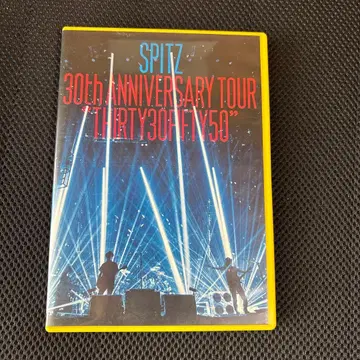 SPITZ
30th ANNIVERSARY TOUR
"THIRTY30FIFTY50"